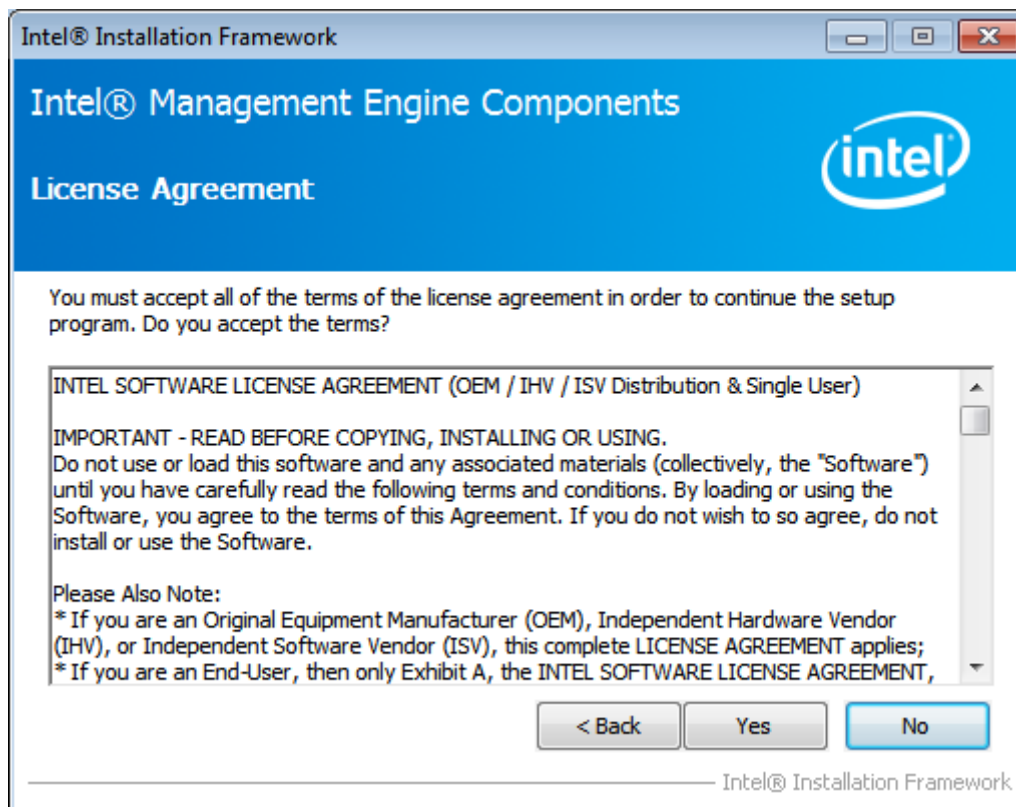 Intel® Installation Framework
Intel® Management Engine Components
intel
License Agreement
You must accept all of the terms of the license agreement in order to continue the setup
program. Do you accept the terms?
INTEL SOFTWARE LICENSE AGREEMENT (OEM / IHV / ISV Distribution & Single User)
IMPORTANT - READ BEFORE COPYING, INSTALLING OR USING.
Do not use or load this software and any associated materials (collectively, the "Software")
until you have carefully read the following terms and conditions. By loading or using the
Software, you agree to the terms of this Agreement. If you do not wish to so agree, do not
install or use the Software.
Please Also Note:
* If you are an Original Equipment Manufacturer (OEM), Independent Hardware Vendor
(IHV), or Independent Software Vendor (ISV), this complete LICENSE AGREEMENT applies;
* If you are an End-User, then only Exhibit A, the INTEL SOFTWARE LICENSE AGREEMENT,
< Back Yes No
Intel® Installation Framework